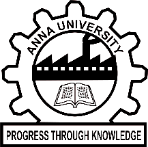 ANNA UNIVERSITY
PROGRESS THROUGH KNOWLEDGE